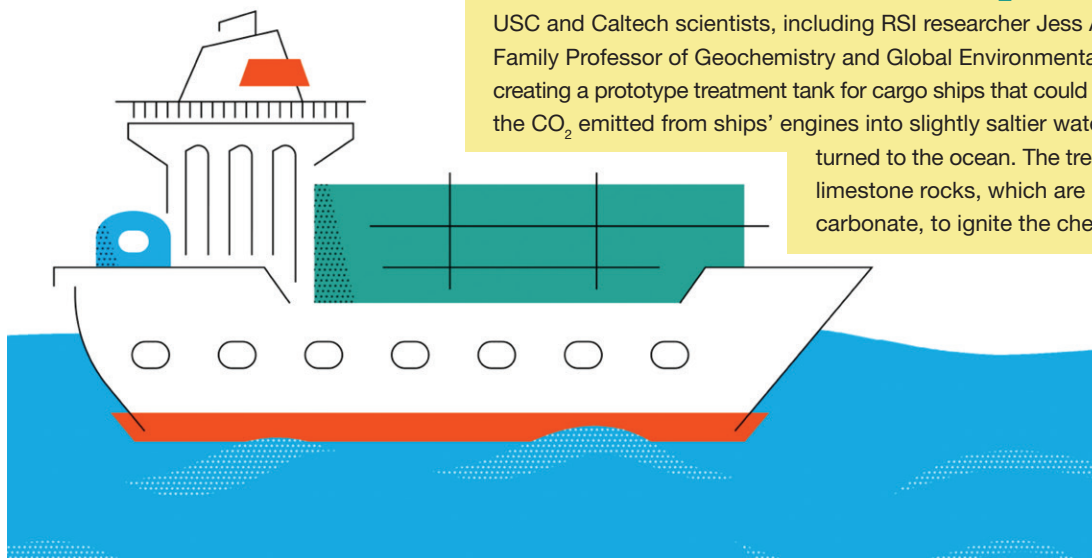 USC and Caltech scientists, including RSI researcher Jess A
Family Professor of Geochemistry and Global Environmenta
creating a prototype treatment tank for cargo ships that could
the CO₂ emitted from ships' engines into slightly saltier wate
turned to the ocean. The tre
limestone rocks, which are
carbonate, to ignite the che